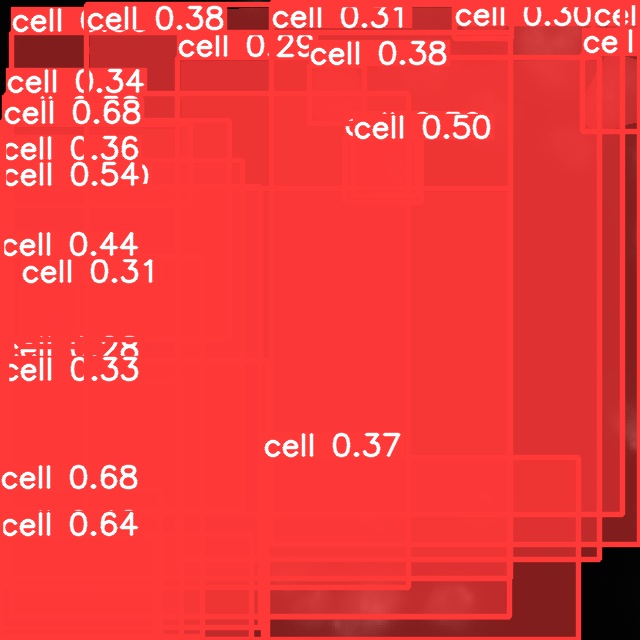 cell
cell 0.38
cell 0.31
cell 0.30
cell 0.29
cell 0.38
cell 0.34
cell 0.68
cell 0.50
cell 0.36
cell 0.54
cell 0.44
cell 0.31
cell 0.33
cell 0.37
cell 0.68
cell 0.64